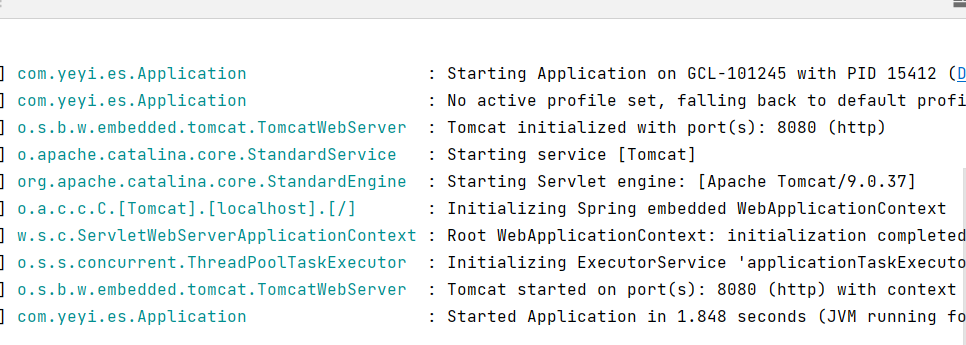 ] com.yeyi.es.Application : Starting Application on GCL-101245 with PID 15412 (D
] com.yeyi.es.Application : No active profile set, falling back to default profi
] o.s.b.w.embedded.tomcat.TomcatWebServer : Tomcat initialized with port(s): 8080 (http)
] o.apache.catalina.core.StandardService : Starting service [Tomcat]
] org.apache.catalina.core.StandardEngine : Starting Servlet engine: [Apache Tomcat/9.0.37]
] o.a.c.c.C.[Tomcat].[localhost].[/] : Initializing Spring embedded WebApplicationContext
] w.s.c.ServletWebServerApplicationContext : Root WebApplicationContext: initialization completed
] o.s.s.concurrent.ThreadPoolTaskExecutor : Initializing ExecutorService 'applicationTaskExecuto
] o.s.b.w.embedded.tomcat.TomcatWebServer : Tomcat started on port(s): 8080 (http) with context
] com.yeyi.es.Application : Started Application in 1.848 seconds (JVM running fo